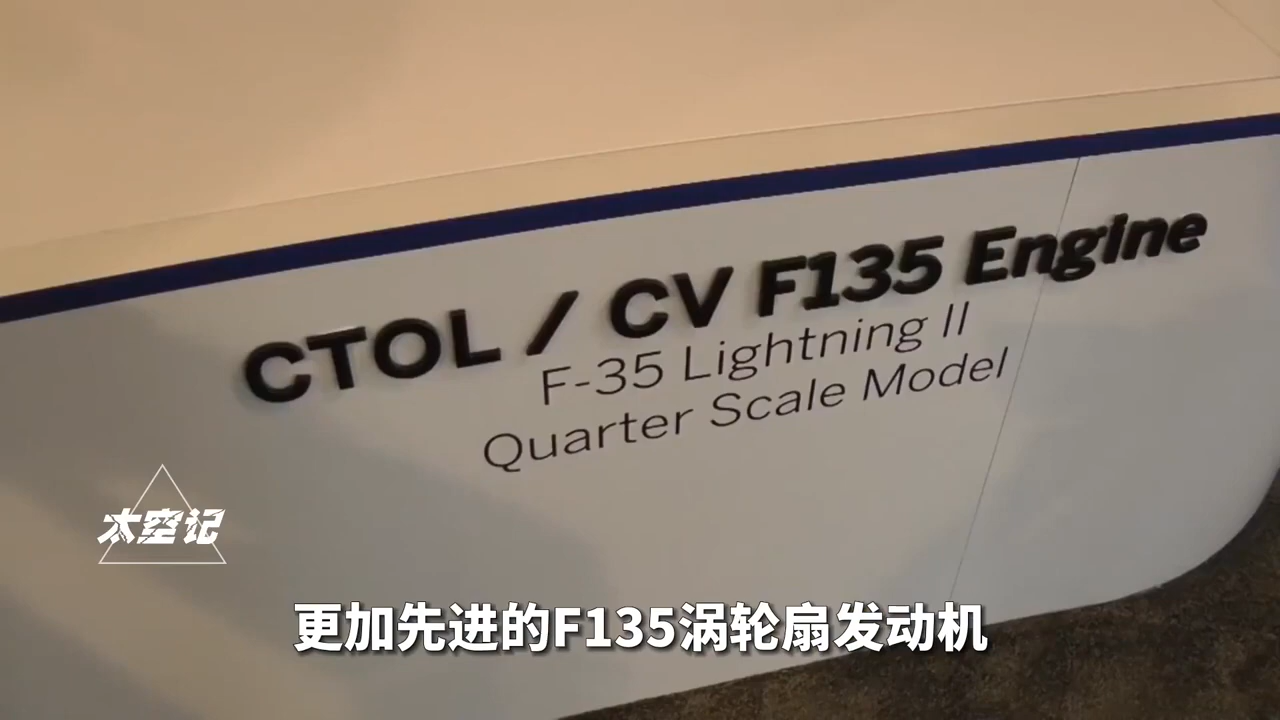 CTOL / CV F135 Engine
F-35 Lightning II
Quarter Scale Model
太空记
更加先进的F135涡轮扇发动机